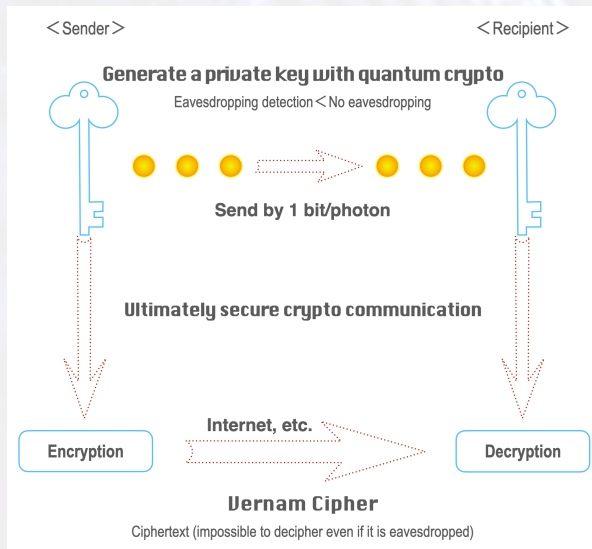 ＜Sender＞
＜Recipient＞
Generate a private key with quantum crypto
Eavesdropping detection＜No eavesdropping
Send by 1 bit/photon
Ultimately secure crypto communication
Internet, etc.
Encryption
Decryption
Vernam Cipher
Ciphertext (impossible to decipher even if it is eavesdropped)